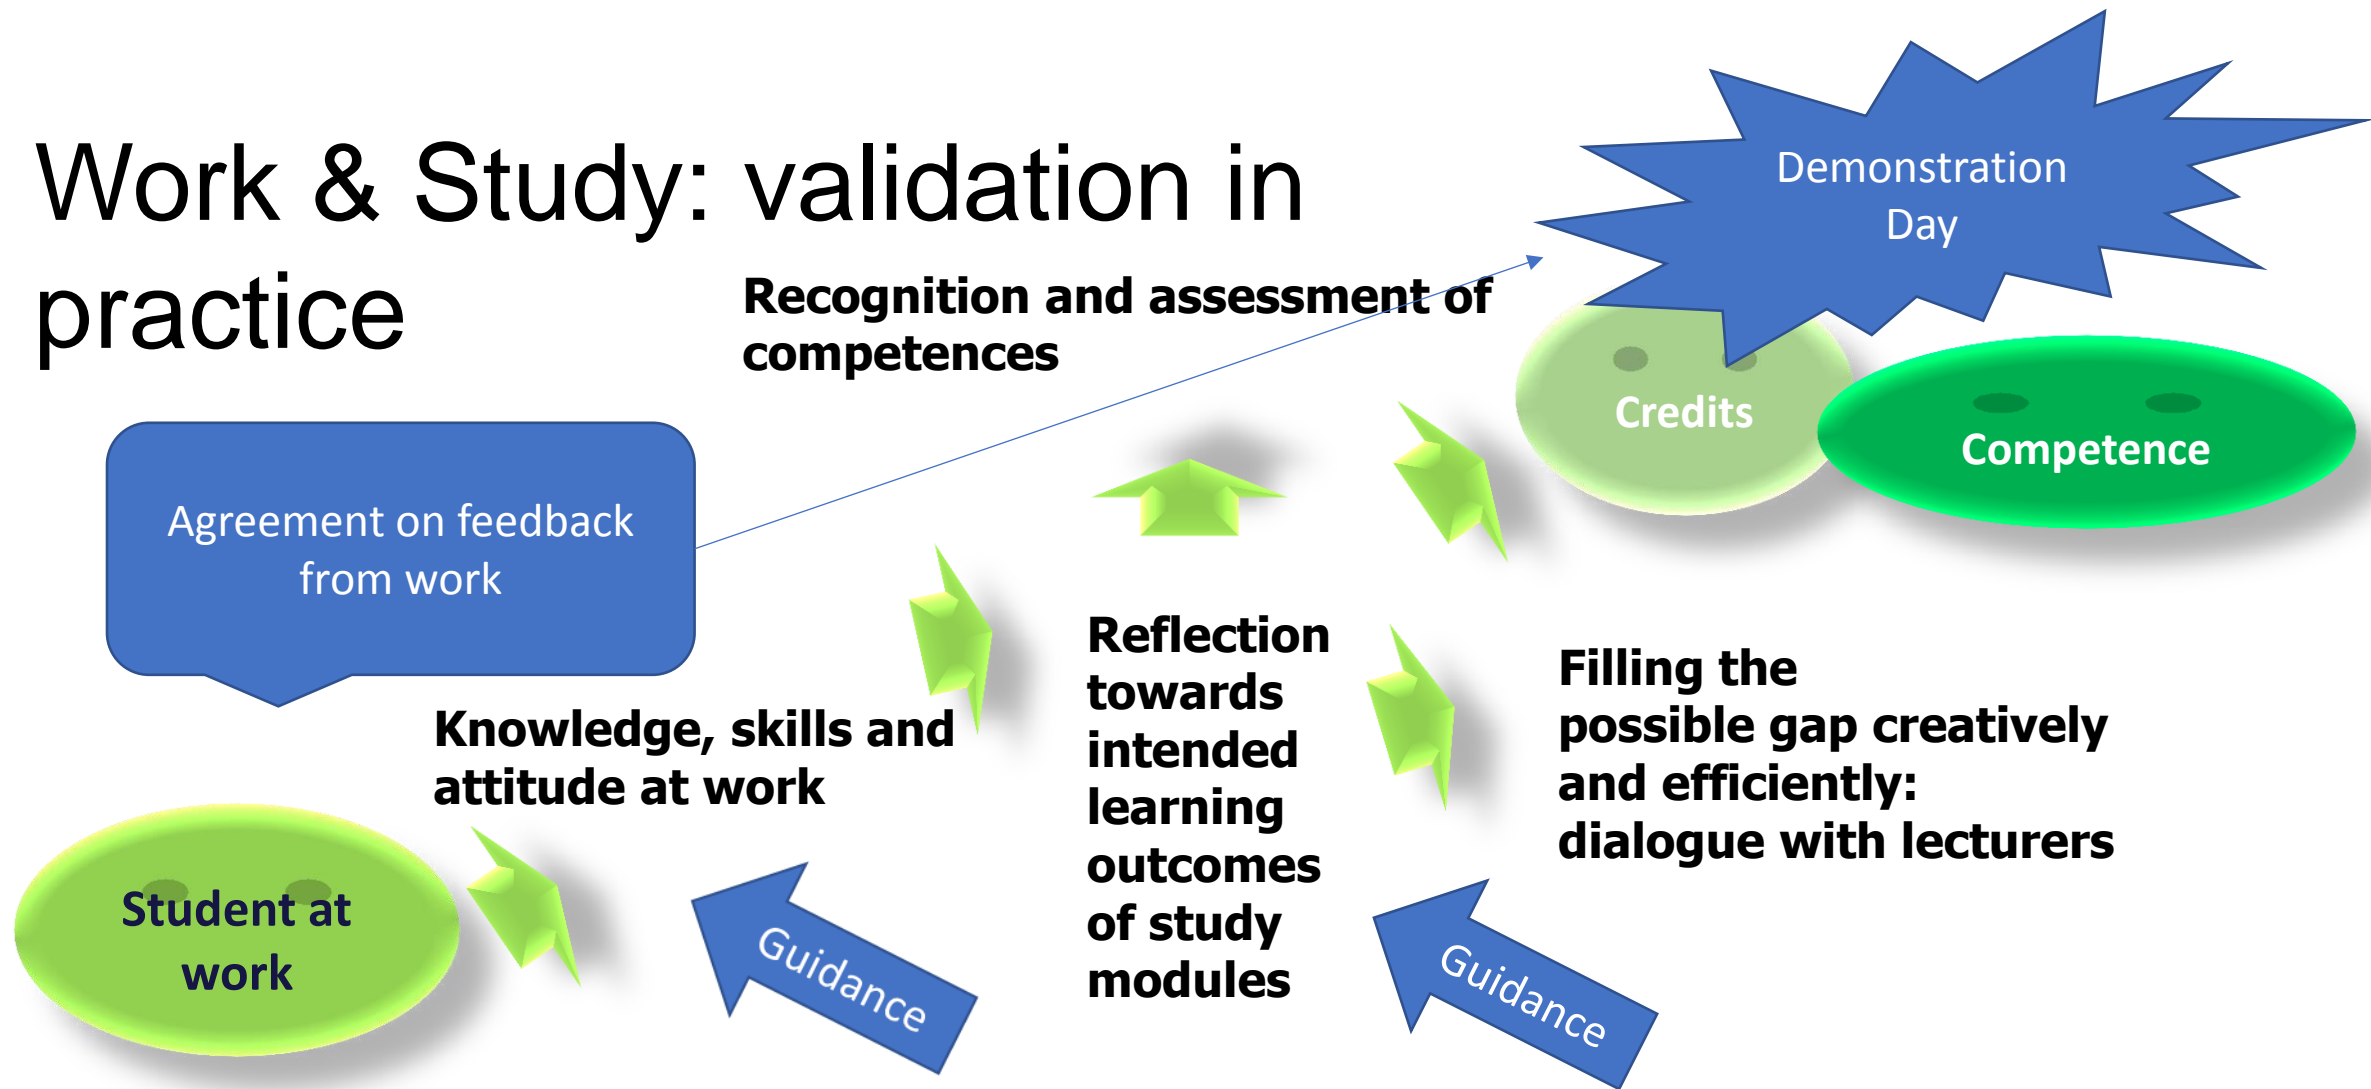 Work & Study: validation in
practice
Demonstration
Day
Recognition and assessment of
competences
Credits
Competence
Agreement on feedback
from work
Knowledge, skills and
attitude at work
Reflection
towards
intended
learning
outcomes
of study
modules
Filling the
possible gap creatively
and efficiently:
dialogue with lecturers
Student at
work
Guidance
Guidance